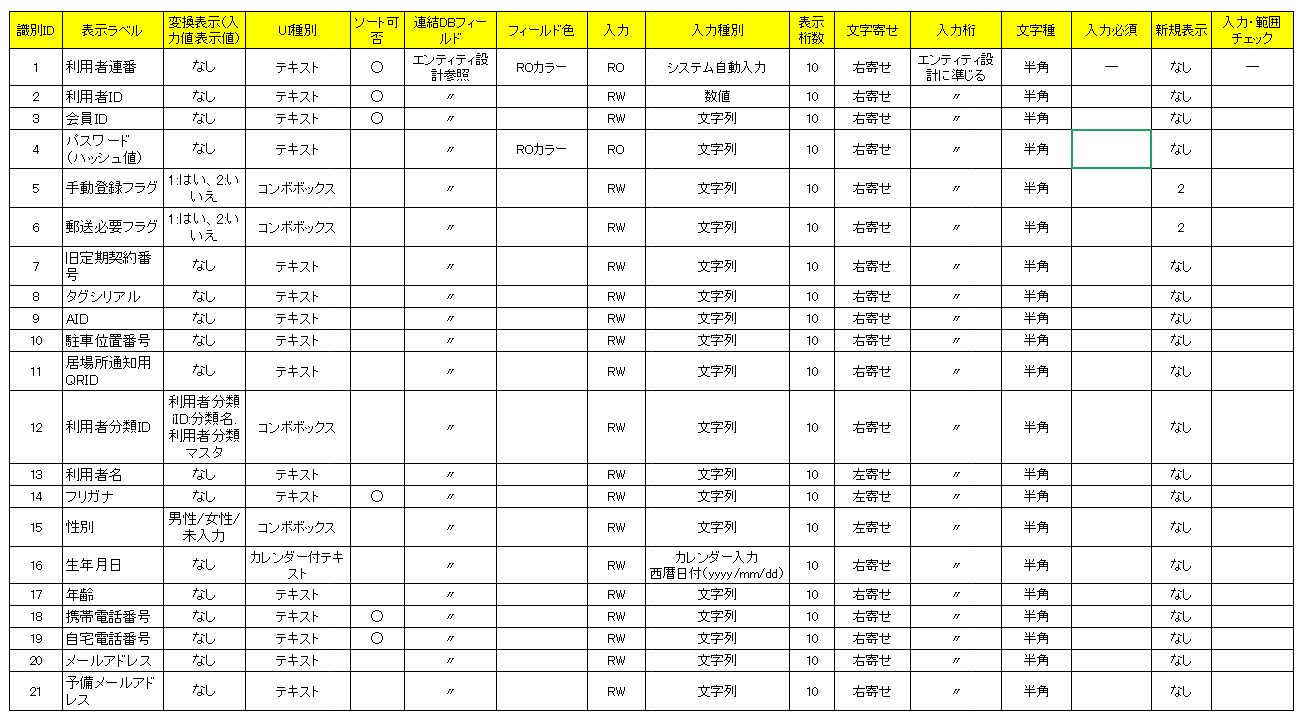 識別ID 表示ラベル 変換表示(入力値表示値) UI種別 ソート可否 連結DBフィールド フィールド色 入力 入力種別 表示桁数 文字寄せ 入力桁 文字種 入力必須 新規表示 入力・範囲チェック
1 利用者連番 なし テキスト 〇 エンティティ設計参照 ROカラー RO システム自動入力 10 右寄せ エンティティ設計に準じる 半角 ― なし ―
2 利用者ID なし テキスト 〇 〃 RW 数値 10 右寄せ 〃 半角 なし
3 会員ID なし テキスト 〇 〃 RW 文字列 10 右寄せ 〃 半角 なし
4 パスワード(ハッシュ値) なし テキスト 〃 ROカラー RO 文字列 10 右寄せ 〃 半角 なし
5 手動登録フラグ 1:はい、2:いいえ コンボボックス 〃 RW 文字列 10 右寄せ 〃 半角 2
6 郵送必要フラグ 1:はい、2:いいえ コンボボックス 〃 RW 文字列 10 右寄せ 〃 半角 2
7 旧定期契約番号 なし テキスト 〃 RW 文字列 10 右寄せ 〃 半角 なし
8 タグシリアル なし テキスト 〃 RW 文字列 10 右寄せ 〃 半角 なし
9 AID なし テキスト 〃 RW 文字列 10 右寄せ 〃 半角 なし
10 駐車位置番号 なし テキスト 〃 RW 文字列 10 右寄せ 〃 半角 なし
11 居場所通知用QRID なし テキスト 〃 RW 文字列 10 右寄せ 〃 半角 なし
12 利用者分類ID 利用者分類iID:分類名.利用者分類マスタ コンボボックス 〃 RW 文字列 10 右寄せ 〃 半角 なし
13 利用者名 なし テキスト 〃 RW 文字列 10 左寄せ 〃 半角 なし
14 フリガナ なし テキスト 〇 〃 RW 文字列 10 左寄せ 〃 半角 なし
15 性別 男性/女性/未入力 コンボボックス 〃 RW 文字列 10 左寄せ 〃 半角 なし
16 生年月日 なし カレンダー付テキスト 〃 RW カレンダー入力 西暦日付(yyyy/mm/dd) 10 右寄せ 〃 半角 なし
17 年齢 なし テキスト 〃 RW 文字列 10 右寄せ 〃 半角 なし
18 携帯電話番号 なし テキスト 〇 〃 RW 文字列 10 右寄せ 〃 半角 なし
19 自宅電話番号 なし テキスト 〇 〃 RW 文字列 10 右寄せ 〃 半角 なし
20 メールアドレス なし テキスト 〃 RW 文字列 10 右寄せ 〃 半角 なし
21 予備メールアドレス なし テキスト 〃 RW 文字列 10 右寄せ 〃 半角 なし